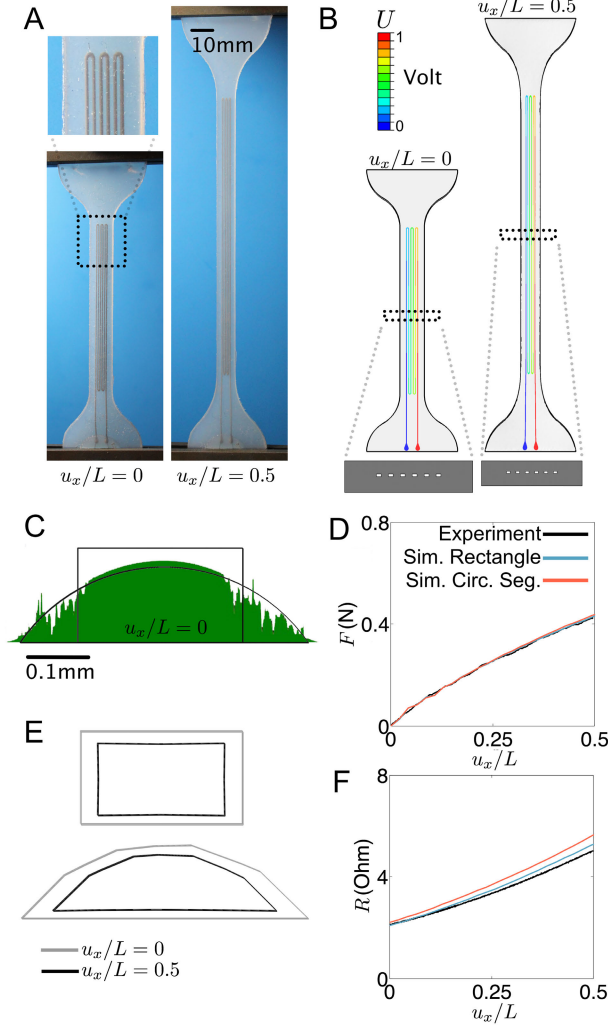 A
10mm
u_x/L = 0
u_x/L = 0.5
B
U
1
Volt
0
u_x/L = 0
u_x/L = 0.5
C
u_x/L = 0
0.1mm
D
0.8
Experiment
Sim. Rectangle
Sim. Circ. Seg.
F(N)
0.4
0
0
0.25
0.5
u_x/L
E
u_x/L = 0
u_x/L = 0.5
F
8
R(Ohm)
4
0
0
0.25
0.5
u_x/L